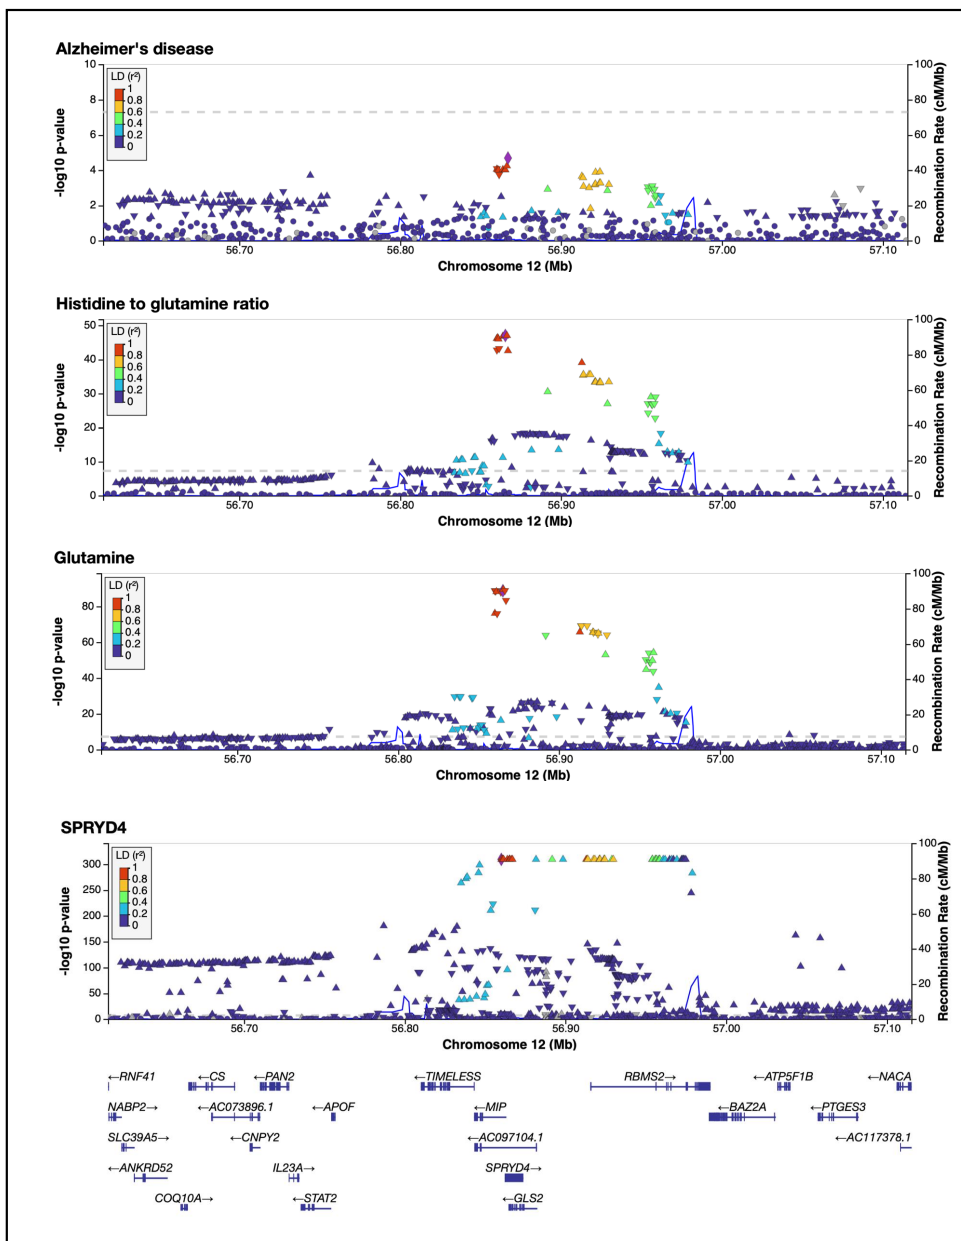 Alzheimer's disease
LD (r²)
1
0.8
0.6
0.4
0.2
0
10
8
6
4
2
0
-log10 p-value
100
80
60
40
20
0
Recombination Rate (cM/Mb)
56.70 56.80 56.90 57.00 57.10
Chromosome 12 (Mb)
Histidine to glutamine ratio
LD (r²)
1
0.8
0.6
0.4
0.2
0
50
40
30
20
10
0
-log10 p-value
100
80
60
40
20
0
Recombination Rate (cM/Mb)
56.70 56.80 56.90 57.00 57.10
Chromosome 12 (Mb)
Glutamine
LD (r²)
1
0.8
0.6
0.4
0.2
0
80
60
40
20
0
-log10 p-value
100
80
60
40
20
0
Recombination Rate (cM/Mb)
56.70 56.80 56.90 57.00 57.10
Chromosome 12 (Mb)
SPRYD4
LD (r²)
1
0.8
0.6
0.4
0.2
0
300
250
200
150
100
50
0
-log10 p-value
100
80
60
40
20
0
Recombination Rate (cM/Mb)
56.70 56.80 56.90 57.00 57.10
Chromosome 12 (Mb)
←RNF41 ←CS ←PAN2 ←TIMELESS RBMS2→ ←ATP5F1B ←NACA
NABP2→ ←AC073896.1 ←APOF ←MIP ←BAZ2A ←PTGES3
SLC39A5→ ←CNPY2 ←AC097104.1 ←AC117378.1
←ANKRD52 IL23A→ SPRYD4→
COQ10A→ ←STAT2 ←GLS2